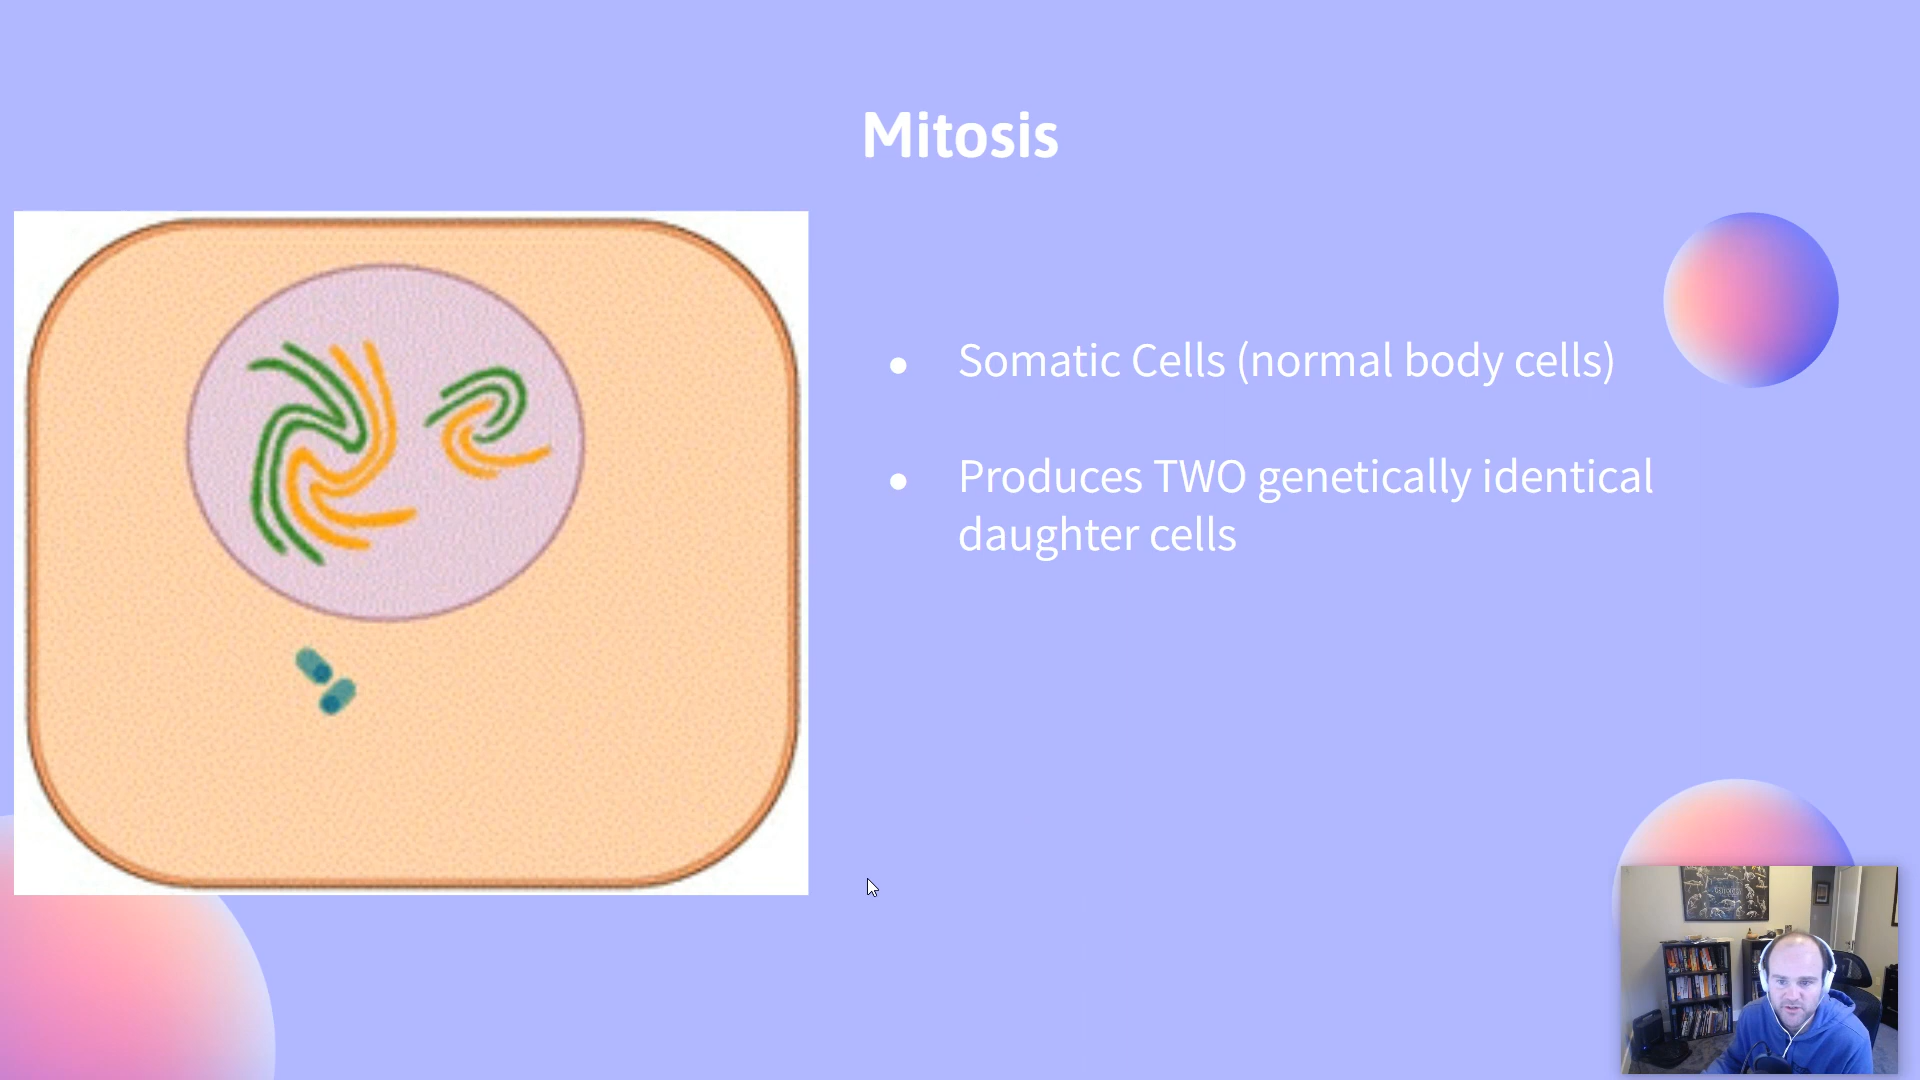 Mitosis
● Somatic Cells (normal body cells)
● Produces TWO genetically identical
daughter cells